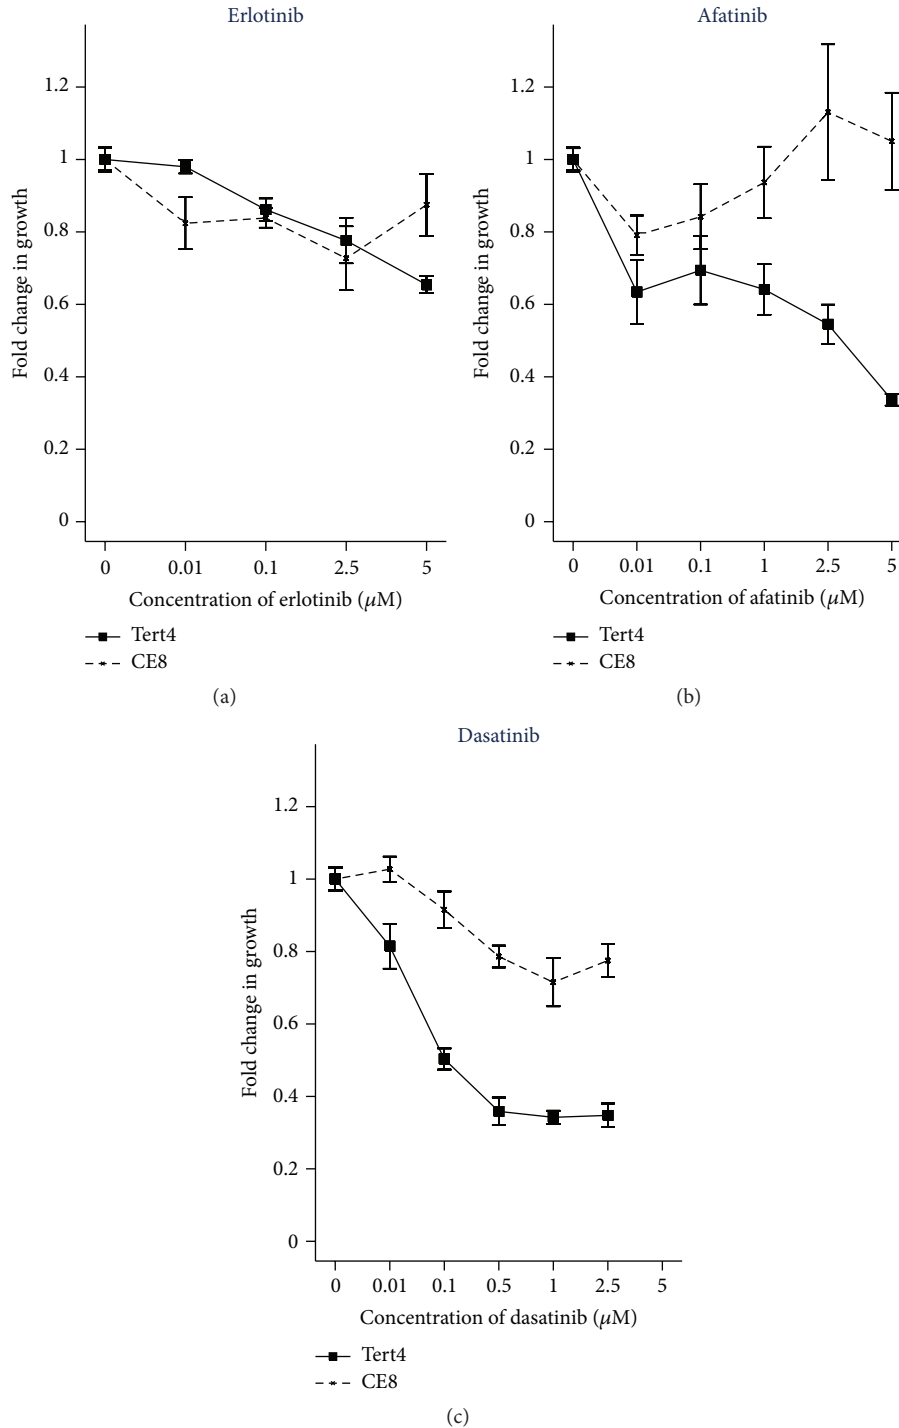 Erlotinib
1.2
1
0.8
0.6
0.4
0.2
0
Fold change in growth
0 0.01 0.1 2.5 5
Concentration of erlotinib (μM)
Tert4
CE8
(a)
Afatinib
1.2
1
0.8
0.6
0.4
0.2
0
Fold change in growth
0 0.01 0.1 1 2.5 5
Concentration of afatinib (μM)
Tert4
CE8
(b)
Dasatinib
1.2
1
0.8
0.6
0.4
0.2
0
Fold change in growth
0 0.01 0.1 0.5 1 2.5 5
Concentration of dasatinib (μM)
Tert4
CE8
(c)